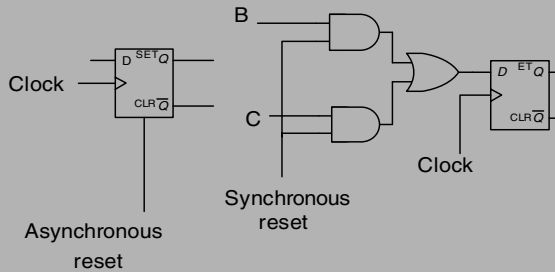 B
D SET Q
Clock
CLR Q̅
Asynchronous
reset
C
Synchronous
reset
D ET Q
CLR Q̅
Clock